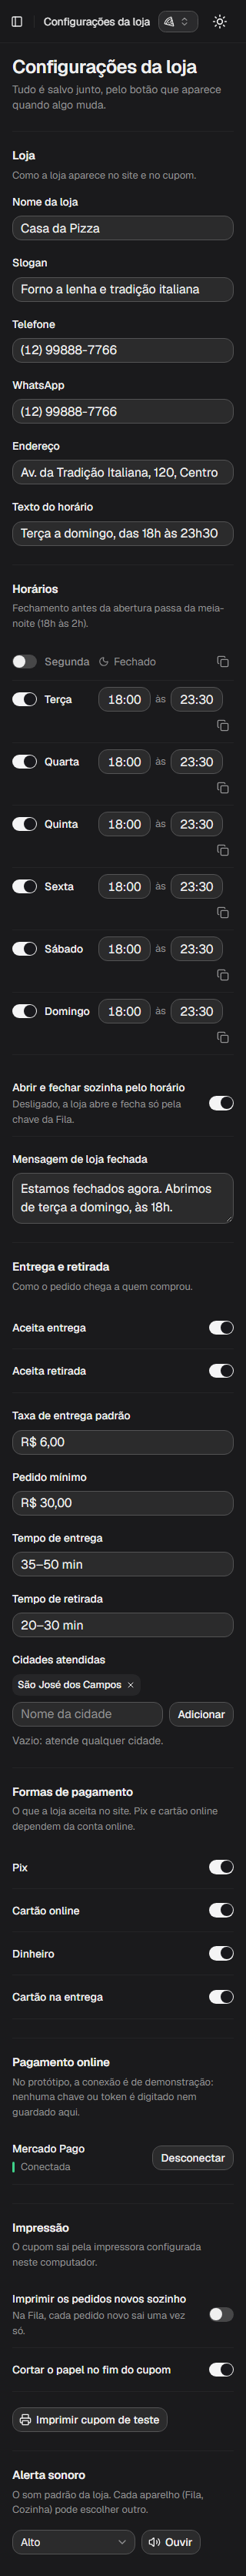 Configurações da loja
Configurações da loja
Tudo é salvo junto, pelo botão que aparece
quando algo muda.
Loja
Como a loja aparece no site e no cupom.
Nome da loja
Casa da Pizza
Slogan
Forno a lenha e tradição italiana
Telefone
(12) 99888-7766
WhatsApp
(12) 99888-7766
Endereço
Av. da Tradição Italiana, 120, Centro
Texto do horário
Terça a domingo, das 18h às 23h30
Horários
Fechamento antes da abertura passa da meia-
noite (18h às 2h).
Segunda Fechado
Terça 18:00 às 23:30
Quarta 18:00 às 23:30
Quinta 18:00 às 23:30
Sexta 18:00 às 23:30
Sábado 18:00 às 23:30
Domingo 18:00 às 23:30
Abrir e fechar sozinha pelo horário
Desligado, a loja abre e fecha só pela
chave da Fila.
Mensagem de loja fechada
Estamos fechados agora. Abrimos
de terça a domingo, às 18h.
Entrega e retirada
Como o pedido chega a quem comprou.
Aceita entrega
Aceita retirada
Taxa de entrega padrão
R$ 6,00
Pedido mínimo
R$ 30,00
Tempo de entrega
35–50 min
Tempo de retirada
20–30 min
Cidades atendidas
São José dos Campos ×
Nome da cidade Adicionar
Vazio: atende qualquer cidade.
Formas de pagamento
O que a loja aceita no site. Pix e cartão online
dependem da conta online.
Pix
Cartão online
Dinheiro
Cartão na entrega
Pagamento online
No protótipo, a conexão é de demonstração:
nenhuma chave ou token é digitado nem
guardado aqui.
Mercado Pago
Conectada
Desconectar
Impressão
O cupom sai pela impressora configurada
neste computador.
Imprimir os pedidos novos sozinho
Na Fila, cada pedido novo sai uma vez
só.
Cortar o papel no fim do cupom
Imprimir cupom de teste
Alerta sonoro
O som padrão da loja. Cada aparelho (Fila,
Cozinha) pode escolher outro.
Alto Ouvir